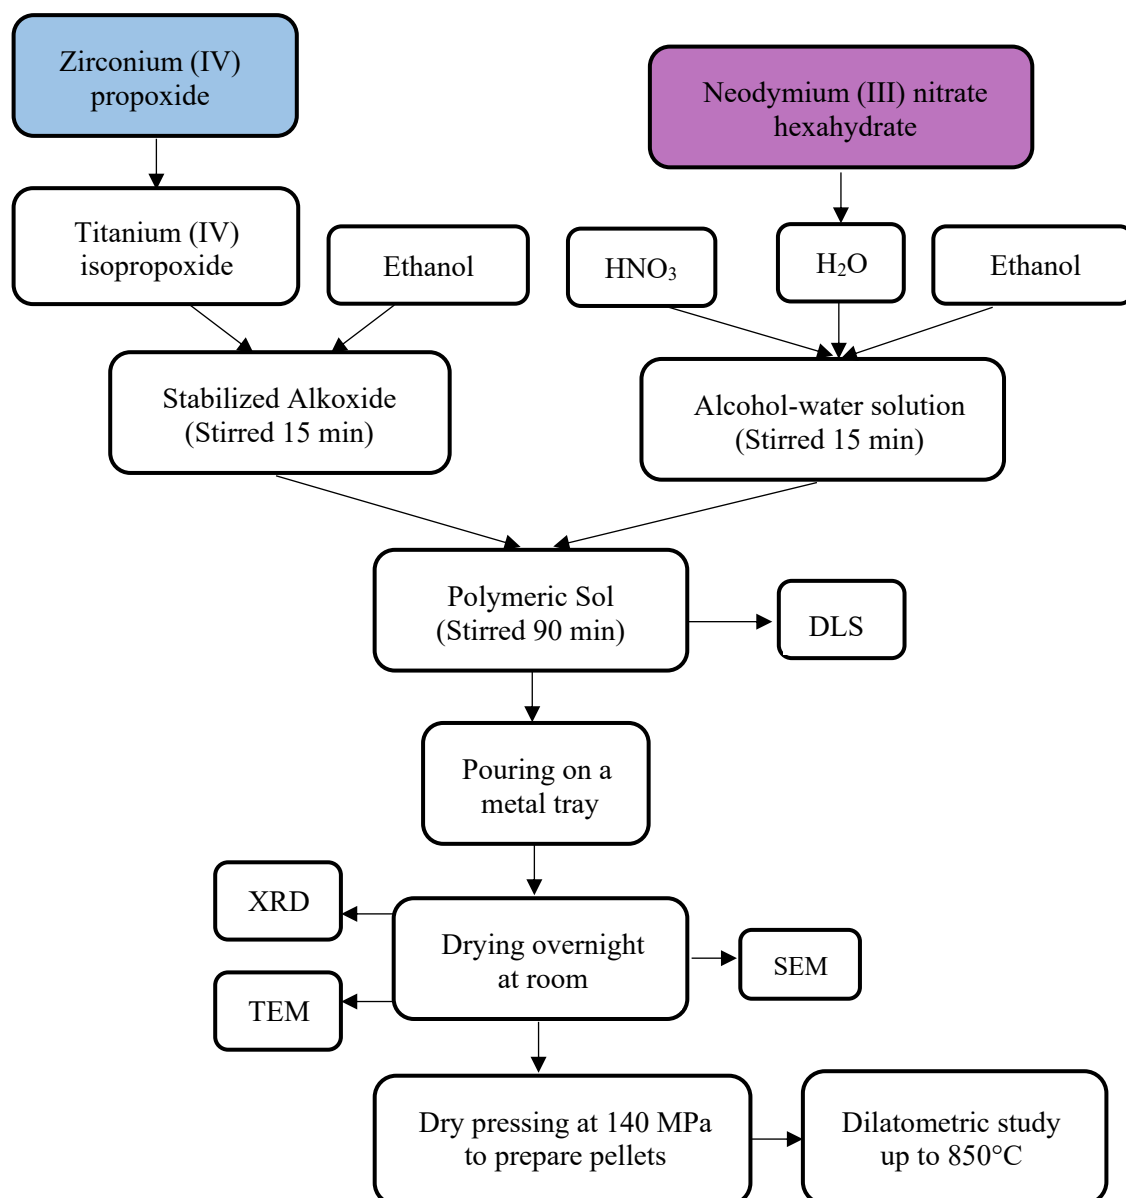 Zirconium (IV)
propoxide
Neodymium (III) nitrate
hexahydrate
Titanium (IV)
isopropoxide
Ethanol
HNO₃
H₂O
Ethanol
Stabilized Alkoxide
(Stirred 15 min)
Alcohol-water solution
(Stirred 15 min)
Polymeric Sol
(Stirred 90 min)
DLS
Pouring on a
metal tray
XRD
Drying overnight
at room
SEM
TEM
Dry pressing at 140 MPa
to prepare pellets
Dilatometric study
up to 850°C